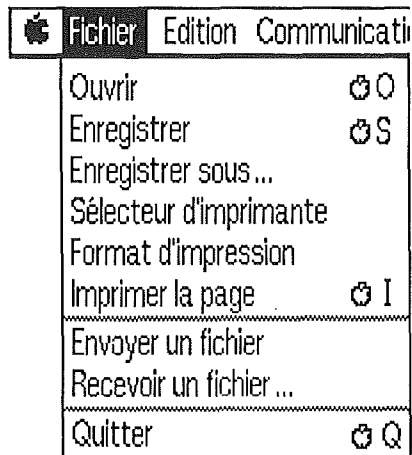 Fichier Edition Communicati
Ouvrir O
Enregistrer S
Enregistrer sous...
Sélecteur d'imprimante
Format d'impression
Imprimer la page I
Envoyer un fichier
Recevoir un fichier...
Quitter Q